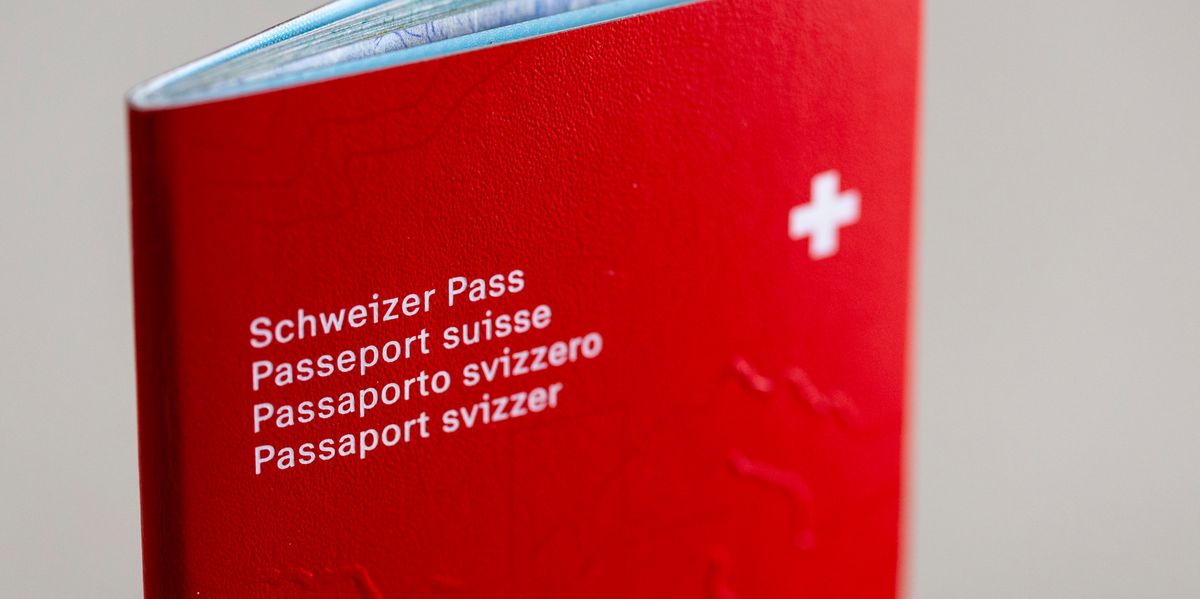 Schweizer Pass
Passeport suisse
Passaporto svizzero
Passaport svizzer